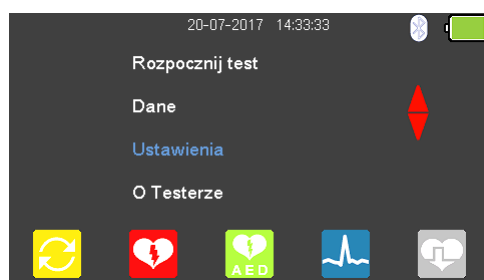 20-07-2017 14:33:33
Rozpocznij test
Dane
Ustawienia
O Testerze
AED